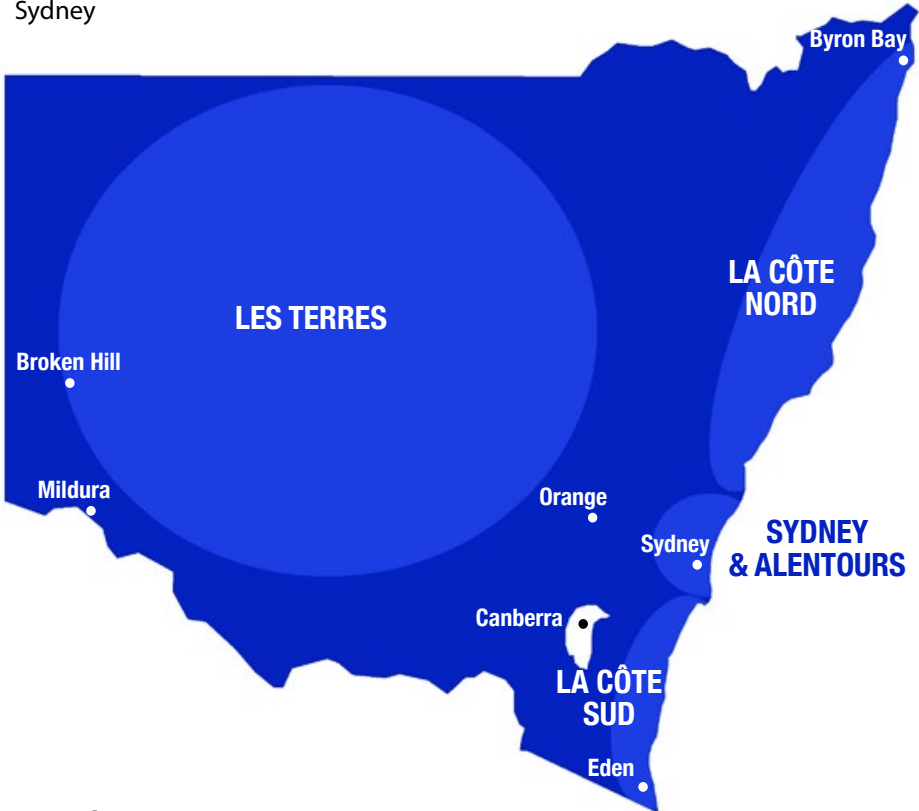 Sydney
Byron Bay
LA CÔTE
NORD
LES TERRES
Broken Hill
Mildura
Orange
Sydney
SYDNEY
& ALENTOURS
Canberra
LA CÔTE
SUD
Eden